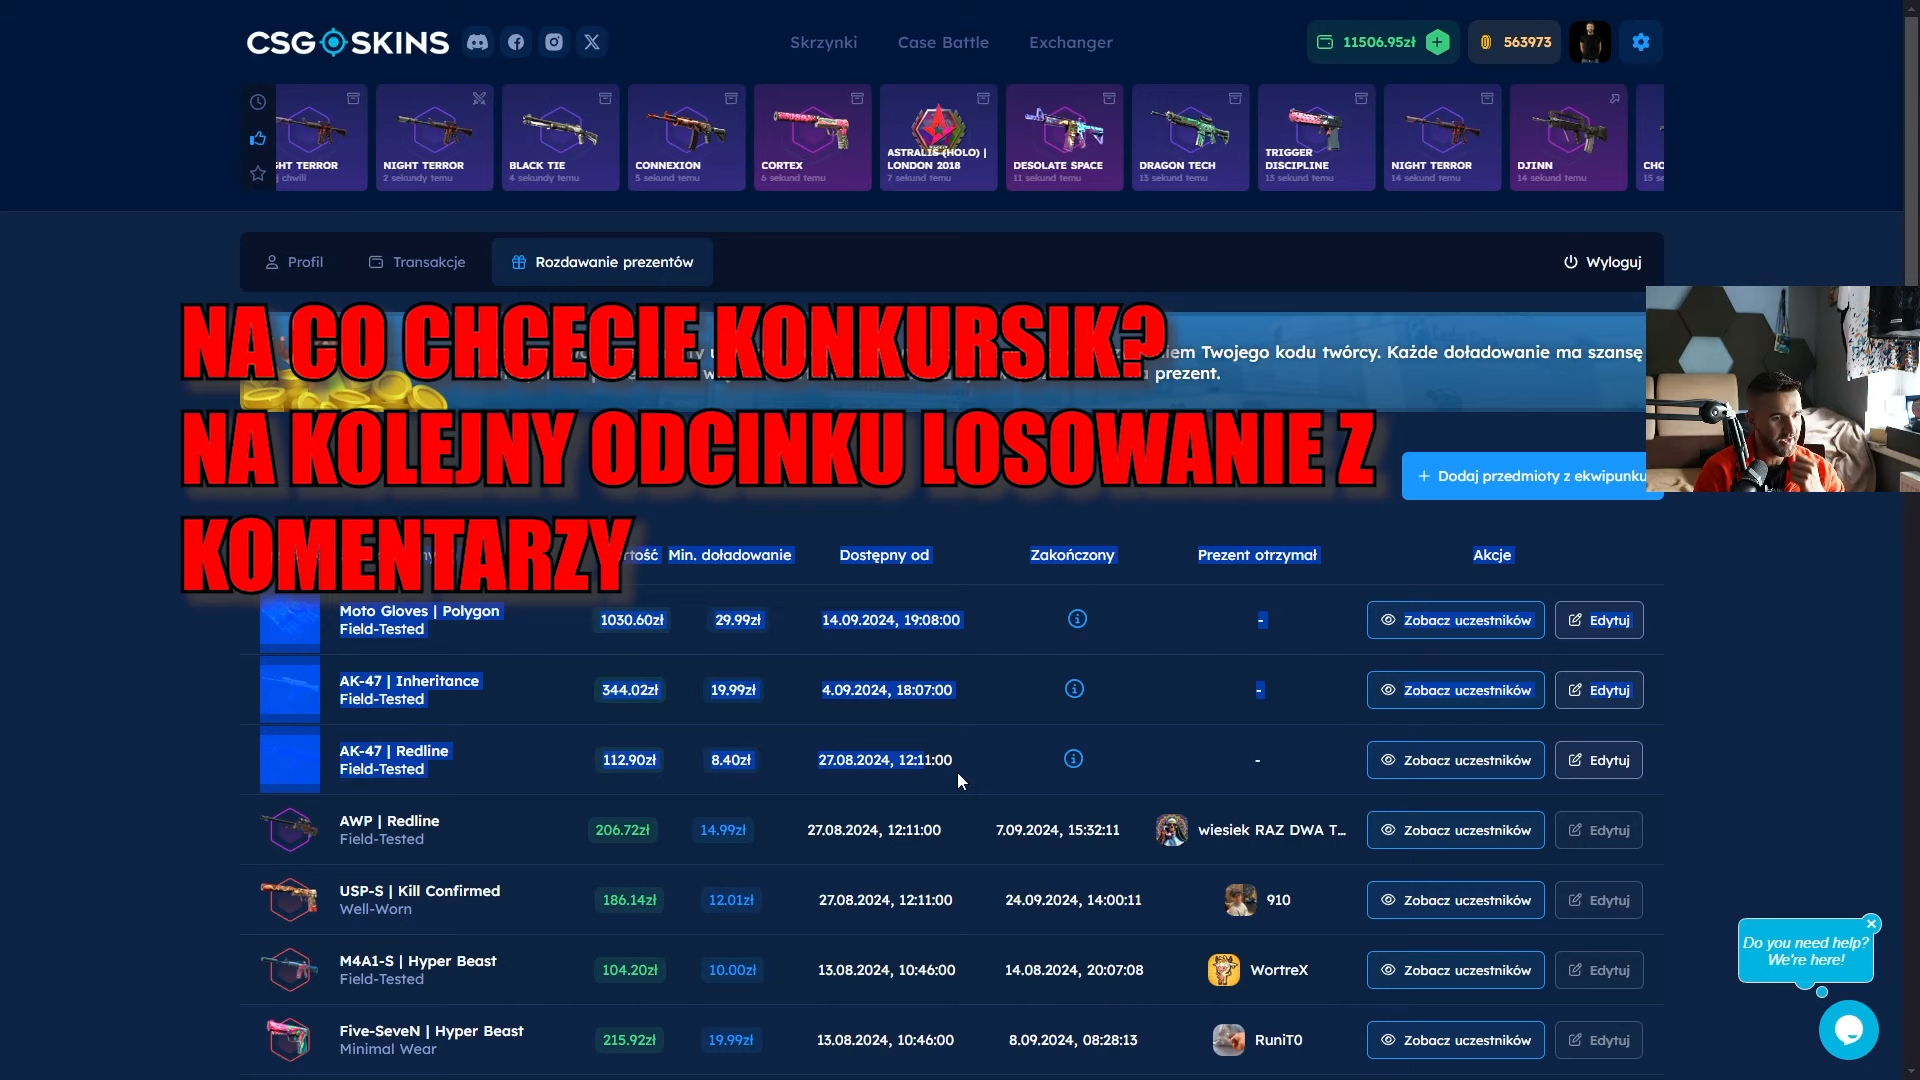 CSG SKINS
Skrzynki
Case Battle
Exchanger
11506.95zł
563973
GHT TERROR
j chwili
NIGHT TERROR
2 sekundy temu
BLACK TIE
4 sekundy temu
CONNEXION
5 sekund temu
CORTEX
6 sekund temu
ASTRALIS (HOLO) |
LONDON 2018
7 sekund temu
DESOLATE SPACE
11 sekund temu
DRAGON TECH
13 sekund temu
TRIGGER
DISCIPLINE
13 sekund temu
NIGHT TERROR
14 sekund temu
DJINN
14 sekund temu
CHO
15 se
Profil
Transakcje
Rozdawanie prezentów
Wyloguj
NA CO CHCECIE KONKURSIK?
NA KOLEJNY ODCINKU LOSOWANIE Z
KOMENTARZY
iem Twojego kodu twórcy. Każde doładowanie ma szansę
prezent.
+ Dodaj przedmioty z ekwipunku
rtość Min. doładowanie Dostępny od Zakończony Prezent otrzymał Akcje
Moto Gloves | Polygon
Field-Tested
1030.60zł 29.99zł 14.09.2024, 19:08:00 - Zobacz uczestników Edytuj
AK-47 | Inheritance
Field-Tested
344.02zł 19.99zł 4.09.2024, 18:07:00 - Zobacz uczestników Edytuj
AK-47 | Redline
Field-Tested
112.90zł 8.40zł 27.08.2024, 12:11:00 - Zobacz uczestników Edytuj
AWP | Redline
Field-Tested
206.72zł 14.99zł 27.08.2024, 12:11:00 7.09.2024, 15:32:11 wiesiek RAZ DWA T... Zobacz uczestników Edytuj
USP-S | Kill Confirmed
Well-Worn
186.14zł 12.01zł 27.08.2024, 12:11:00 24.09.2024, 14:00:11 910 Zobacz uczestników Edytuj
M4A1-S | Hyper Beast
Field-Tested
104.20zł 10.00zł 13.08.2024, 10:46:00 14.08.2024, 20:07:08 WortreX Zobacz uczestników Edytuj
Five-SeveN | Hyper Beast
Minimal Wear
215.92zł 19.99zł 13.08.2024, 10:46:00 8.09.2024, 08:28:13 RuniT0 Zobacz uczestników Edytuj
Do you need help?
We're here!